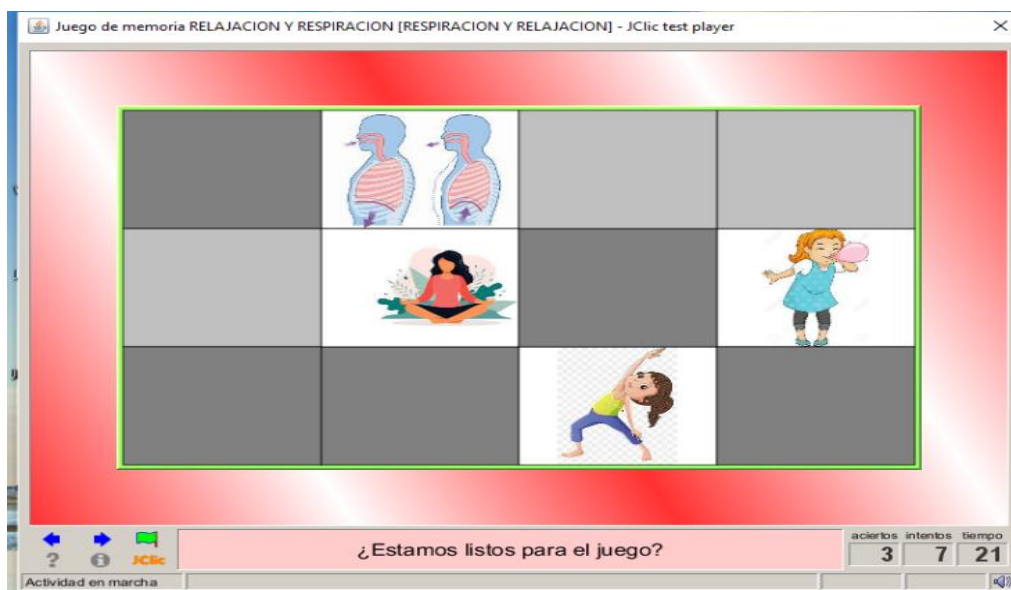 Juego de memoria RELAJACION Y RESPIRACION [RESPIRACION Y RELAJACION] - JClic test player
¿Estamos listos para el juego?
aciertos intentos tiempo
3 7 21
JClic
Actividad en marcha